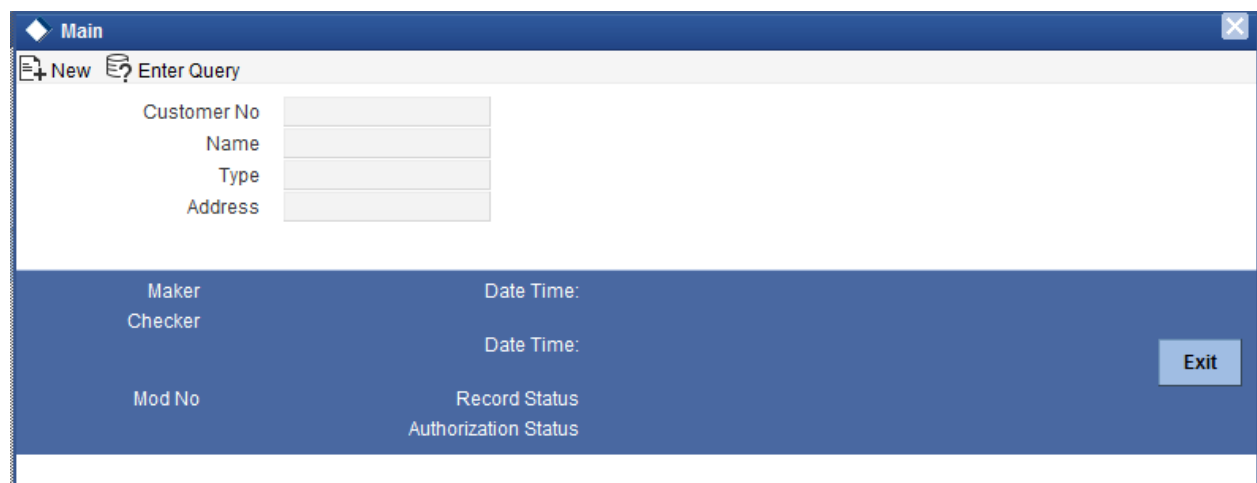 Main
New Enter Query
Customer No
Name
Type
Address
Maker Date Time:
Checker
Date Time:
Exit
Mod No Record Status
Authorization Status